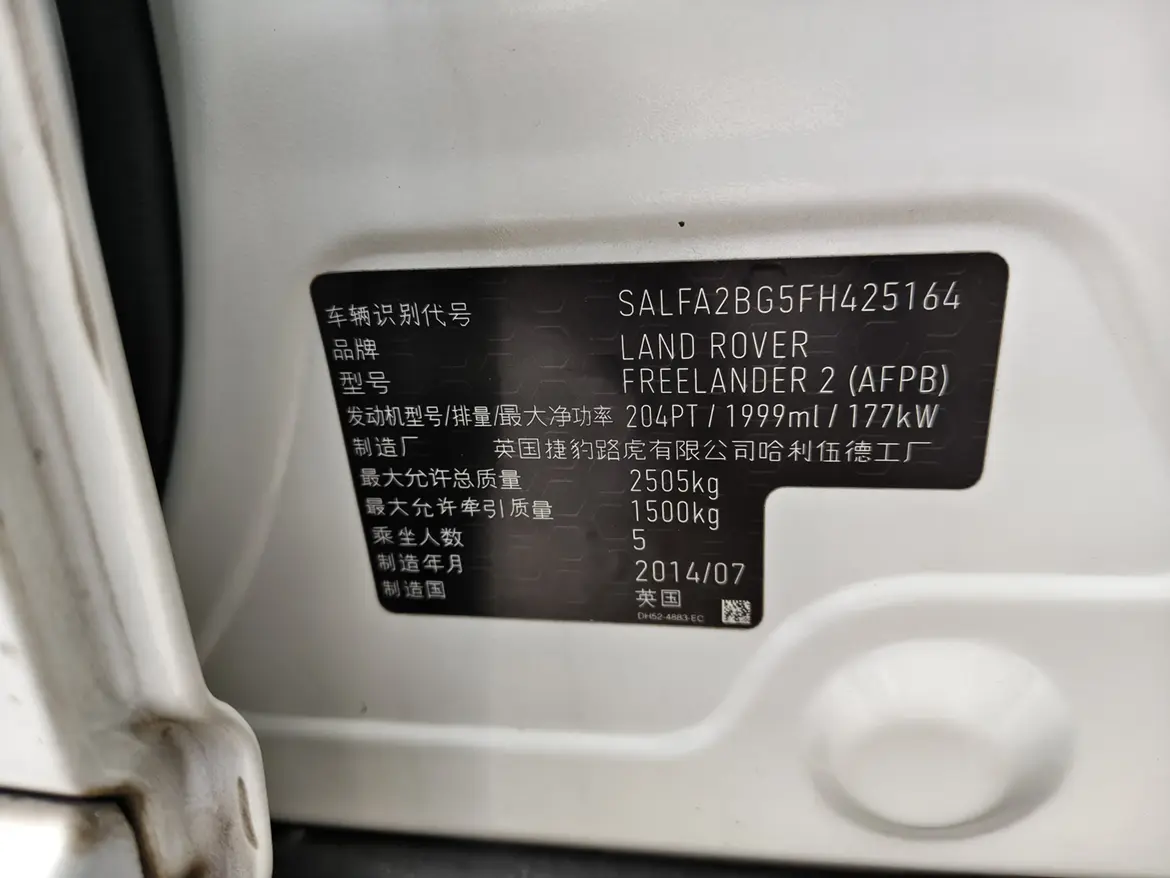 车辆识别代号 SALFA2BG5FH425164
品牌 LAND ROVER
型号 FREELANDER 2 (AFPB)
发动机型号/排量/最大净功率 204PT / 1999ml / 177kW
制造厂 英国捷豹路虎有限公司哈利伍德工厂
最大允许总质量 2505kg
最大允许牵引质量 1500kg
乘坐人数 5
制造年月 2014/07
制造国 英国
DH52-4883-EC